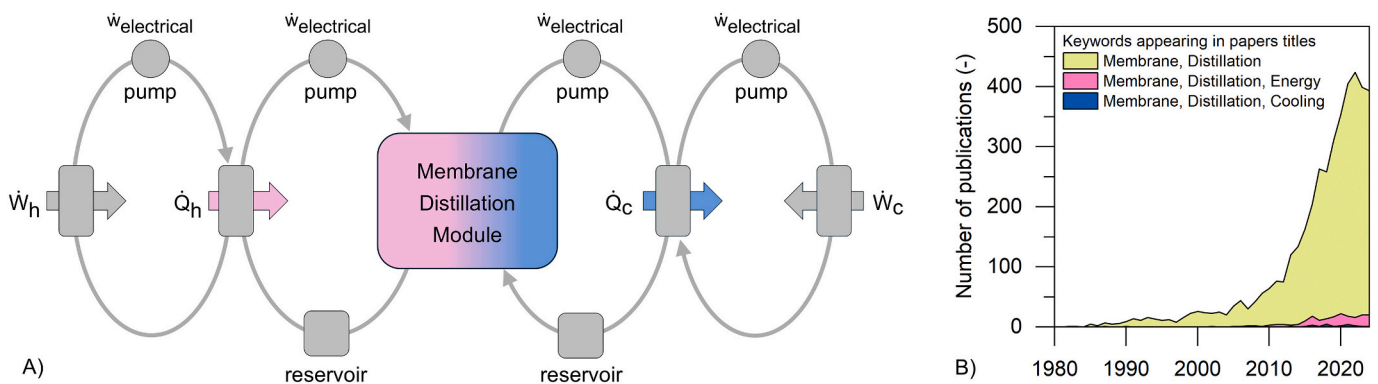 ẇelectrical
ẇelectrical
ẇelectrical
ẇelectrical
pump
pump
pump
pump
Ẇh
Q̇h
Membrane
Distillation
Module
Q̇c
Ẇc
reservoir
reservoir
A)
Number of publications (-)
500
400
300
200
100
0
Keywords appearing in papers titles
Membrane, Distillation
Membrane, Distillation, Energy
Membrane, Distillation, Cooling
1980
1990
2000
2010
2020
B)